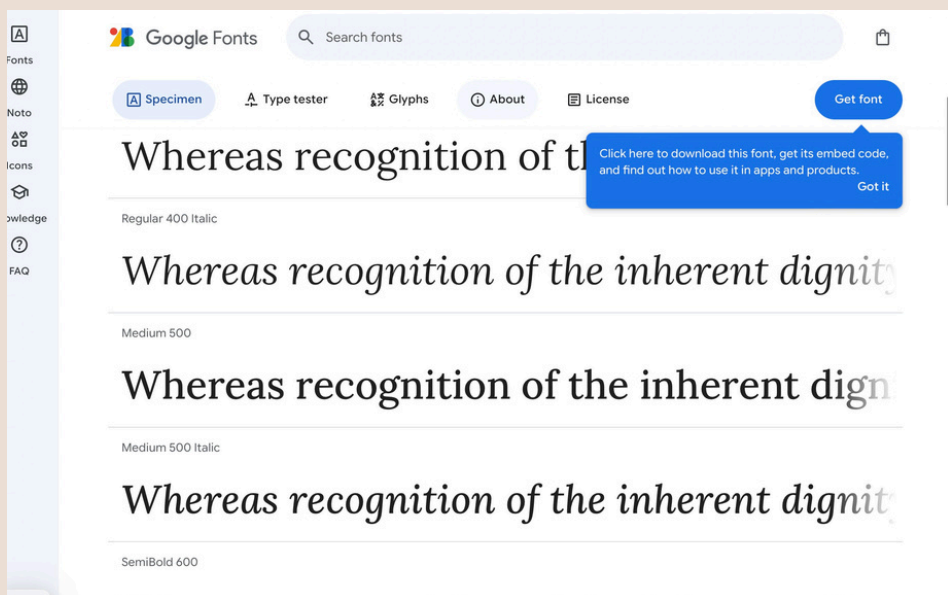 Fonts
Noto
Icons
owledge
FAQ
Google Fonts
Search fonts
Specimen
Type tester
Glyphs
About
License
Get font
Click here to download this font, get its embed code,
and find out how to use it in apps and products.
Got it
Whereas recognition of
Regular 400 Italic
Whereas recognition of the inherent dignity
Medium 500
Whereas recognition of the inherent dign
Medium 500 Italic
Whereas recognition of the inherent dignity
SemiBold 600